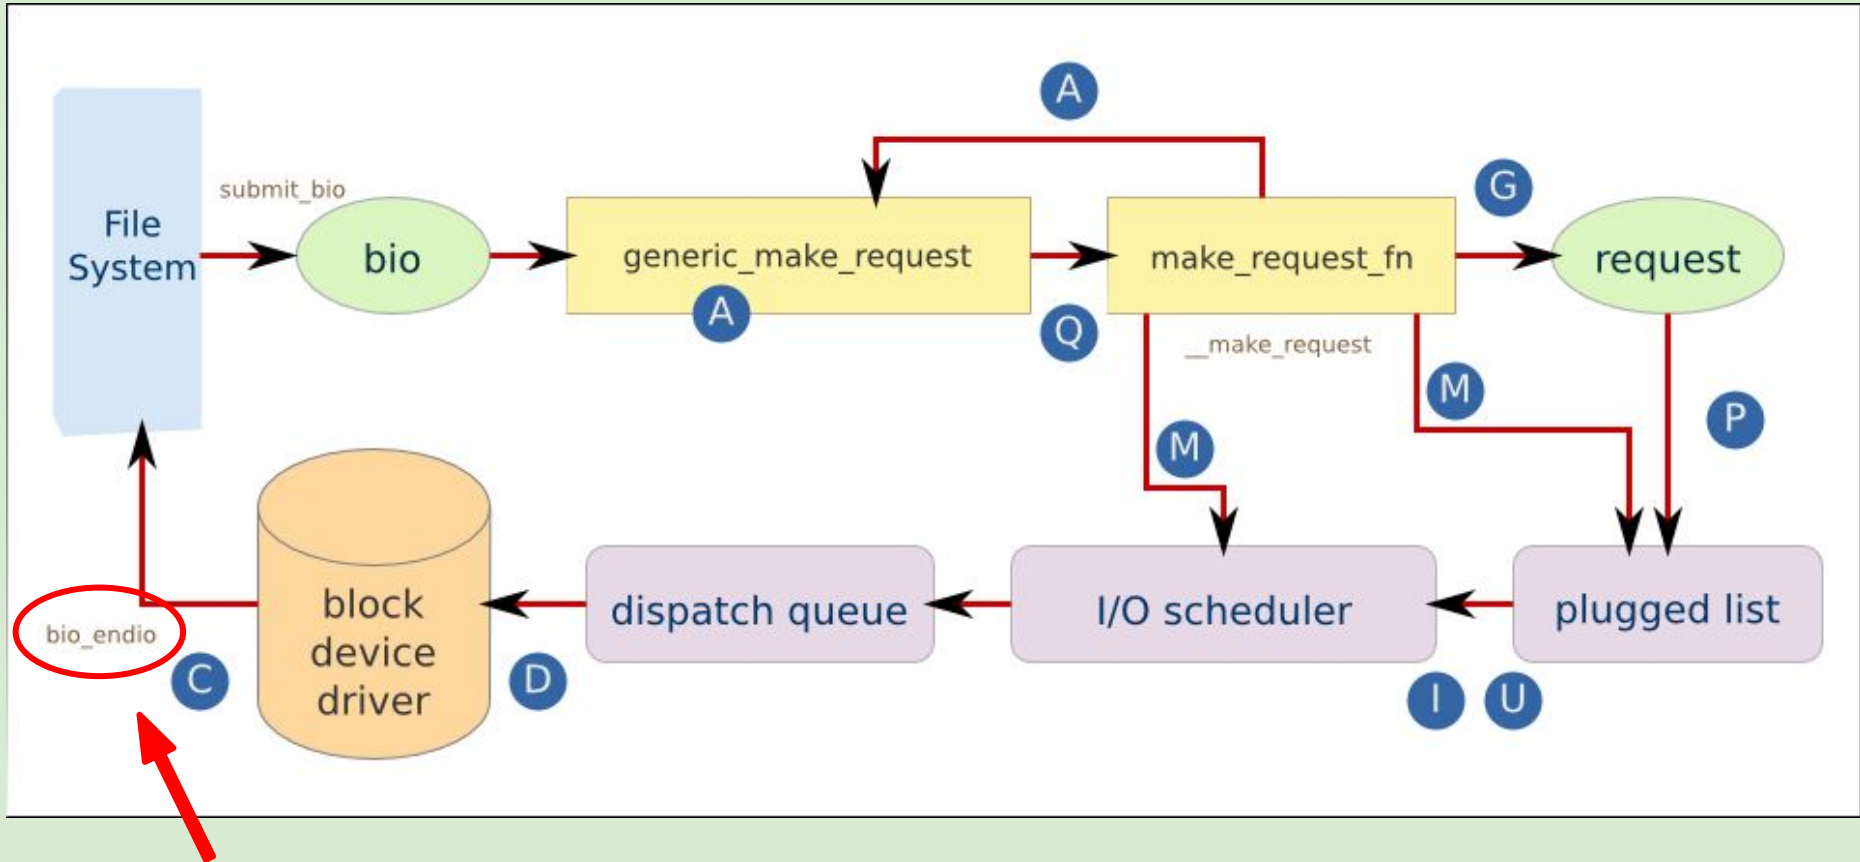 A
G
submit_bio
File
System
bio
generic_make_request
make_request_fn
request
A
Q
__make_request
M
M
P
block
device
driver
dispatch queue
I/O scheduler
plugged list
bio_endio
C
D
I
U